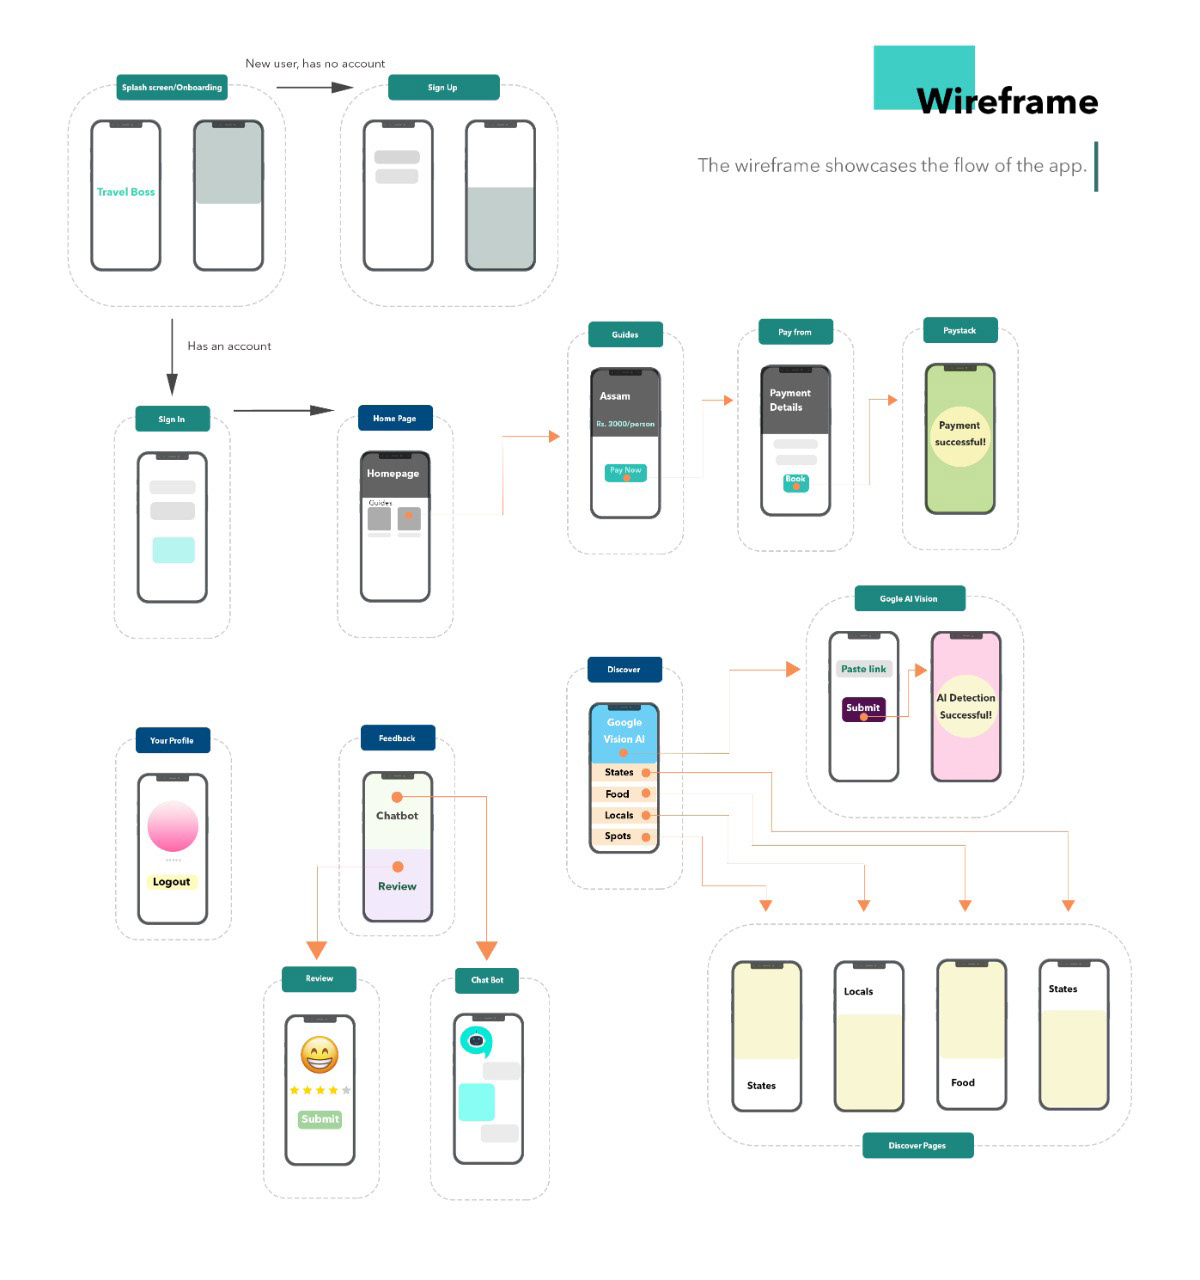 Wireframe
The wireframe showcases the flow of the app.
New user, has no account
Splash screen/Onboarding
Sign Up
Travel Boss
Has an account
Sign In
Home Page
Homepage
Guides
Guides
Assam
Rs. 2000/person
Pay Now
Pay from
Payment
Details
Book
Paystack
Payment
successful!
Gogle AI Vision
Paste link
Submit
AI Detection
Successful!
Discover
Google
Vision AI
States
Food
Locals
Spots
Your Profile
Logout
Feedback
Chatbot
Review
Review
Submit
Chat Bot
States
Locals
Food
States
Discover Pages